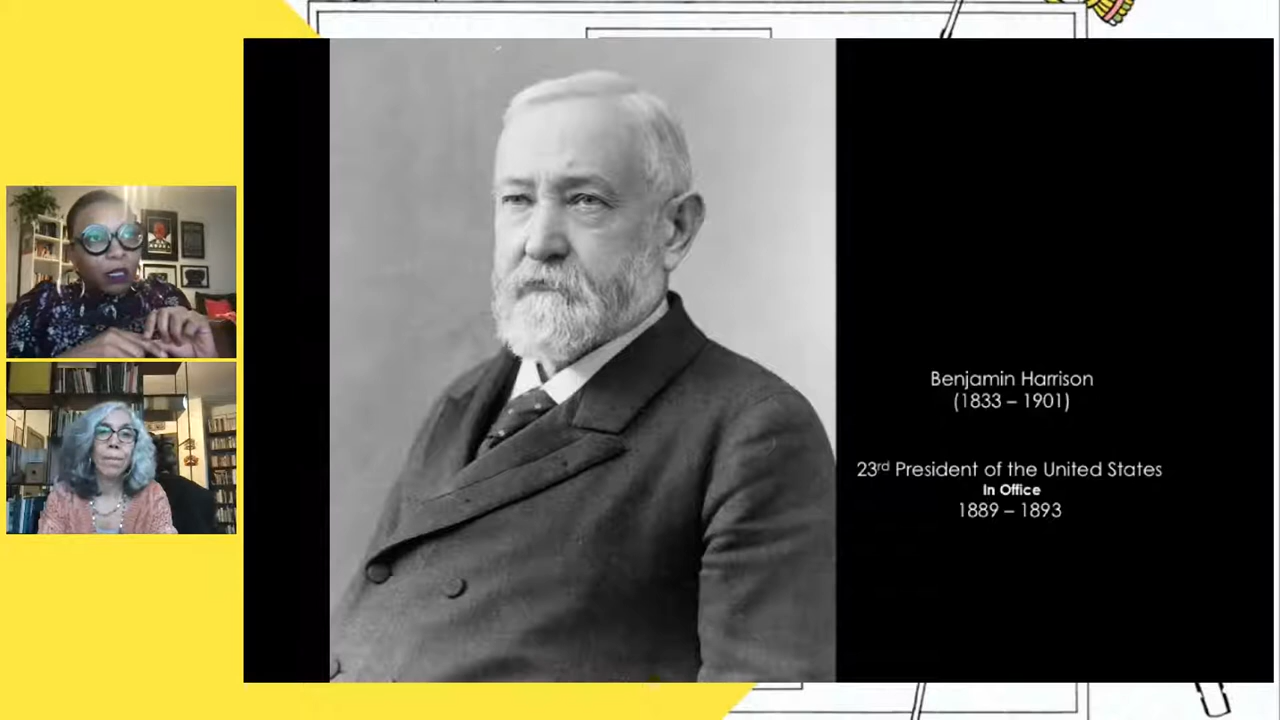 Benjamin Harrison
(1833 – 1901)
23rd President of the United States
In Office
1889 – 1893